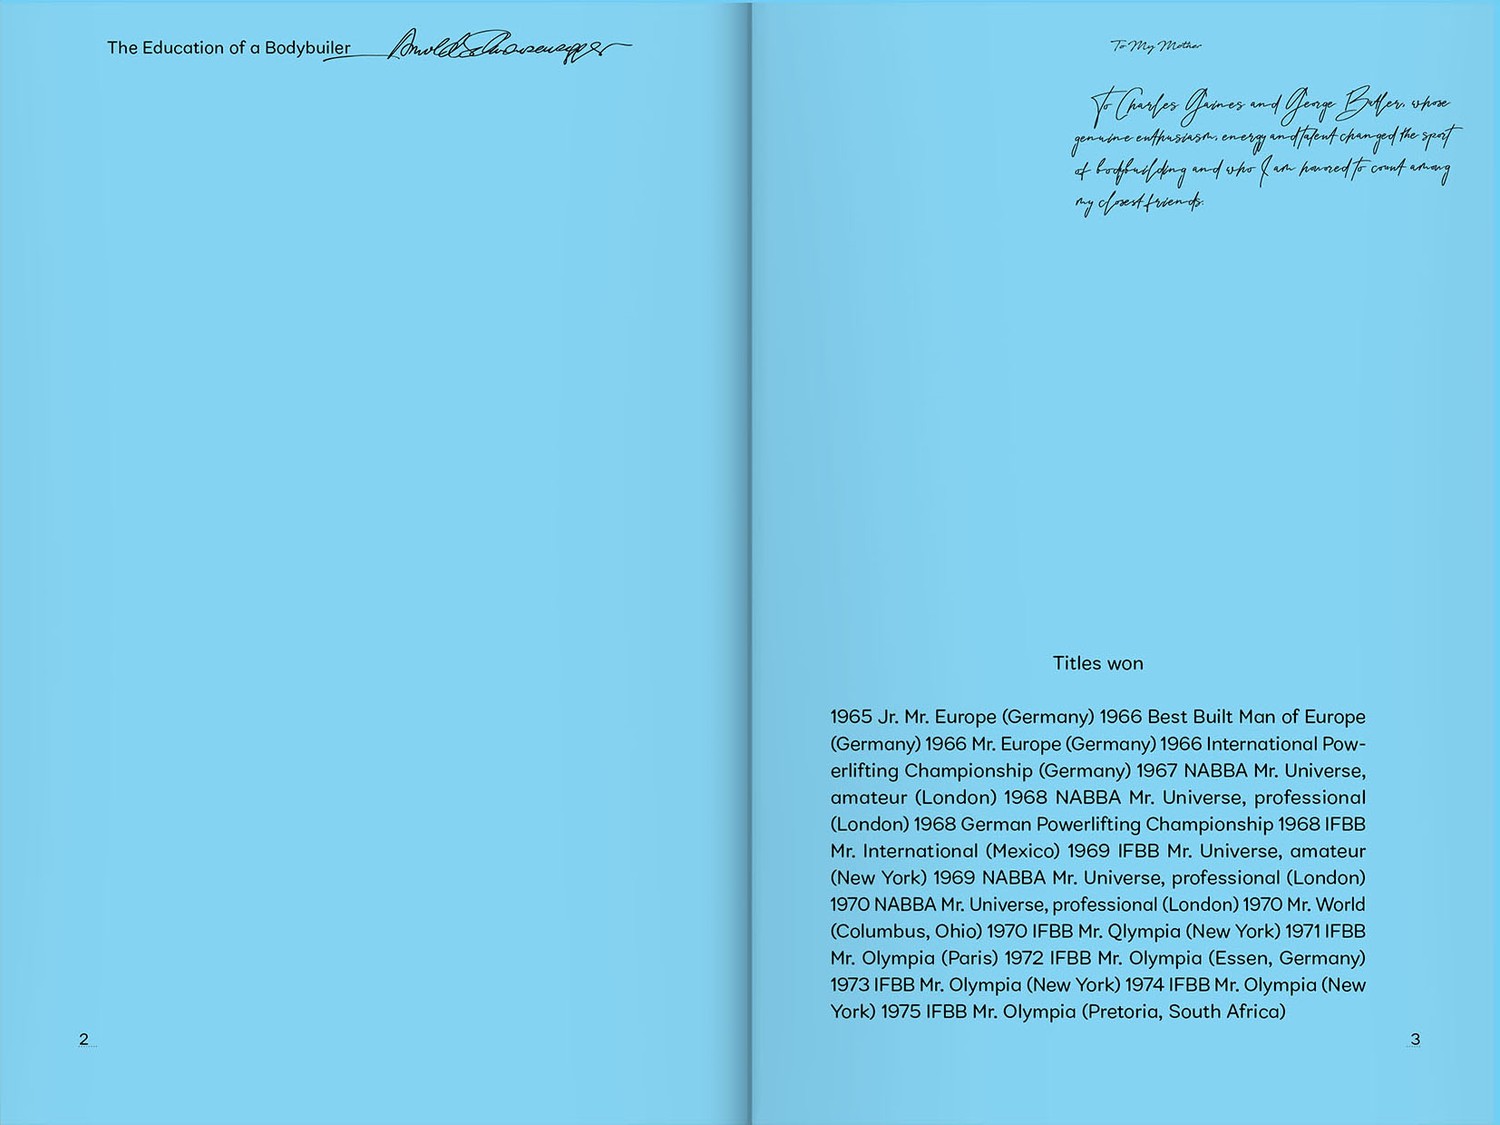 The Education of a Bodybuiler Arnold Schwarzenegger
To My Mother
To Charles Gaines and George Butler, whose
genuine enthusiasm, energy and talent changed the sport
of bodybuilding and who I am honored to count among
my closest friends.
Titles won
1965 Jr. Mr. Europe (Germany) 1966 Best Built Man of Europe
(Germany) 1966 Mr. Europe (Germany) 1966 International Pow-
erlifting Championship (Germany) 1967 NABBA Mr. Universe,
amateur (London) 1968 NABBA Mr. Universe, professional
(London) 1968 German Powerlifting Championship 1968 IFBB
Mr. International (Mexico) 1969 IFBB Mr. Universe, amateur
(New York) 1969 NABBA Mr. Universe, professional (London)
1970 NABBA Mr. Universe, professional (London) 1970 Mr. World
(Columbus, Ohio) 1970 IFBB Mr. Qlympia (New York) 1971 IFBB
Mr. Olympia (Paris) 1972 IFBB Mr. Olympia (Essen, Germany)
1973 IFBB Mr. Olympia (New York) 1974 IFBB Mr. Olympia (New
York) 1975 IFBB Mr. Olympia (Pretoria, South Africa)
2
3